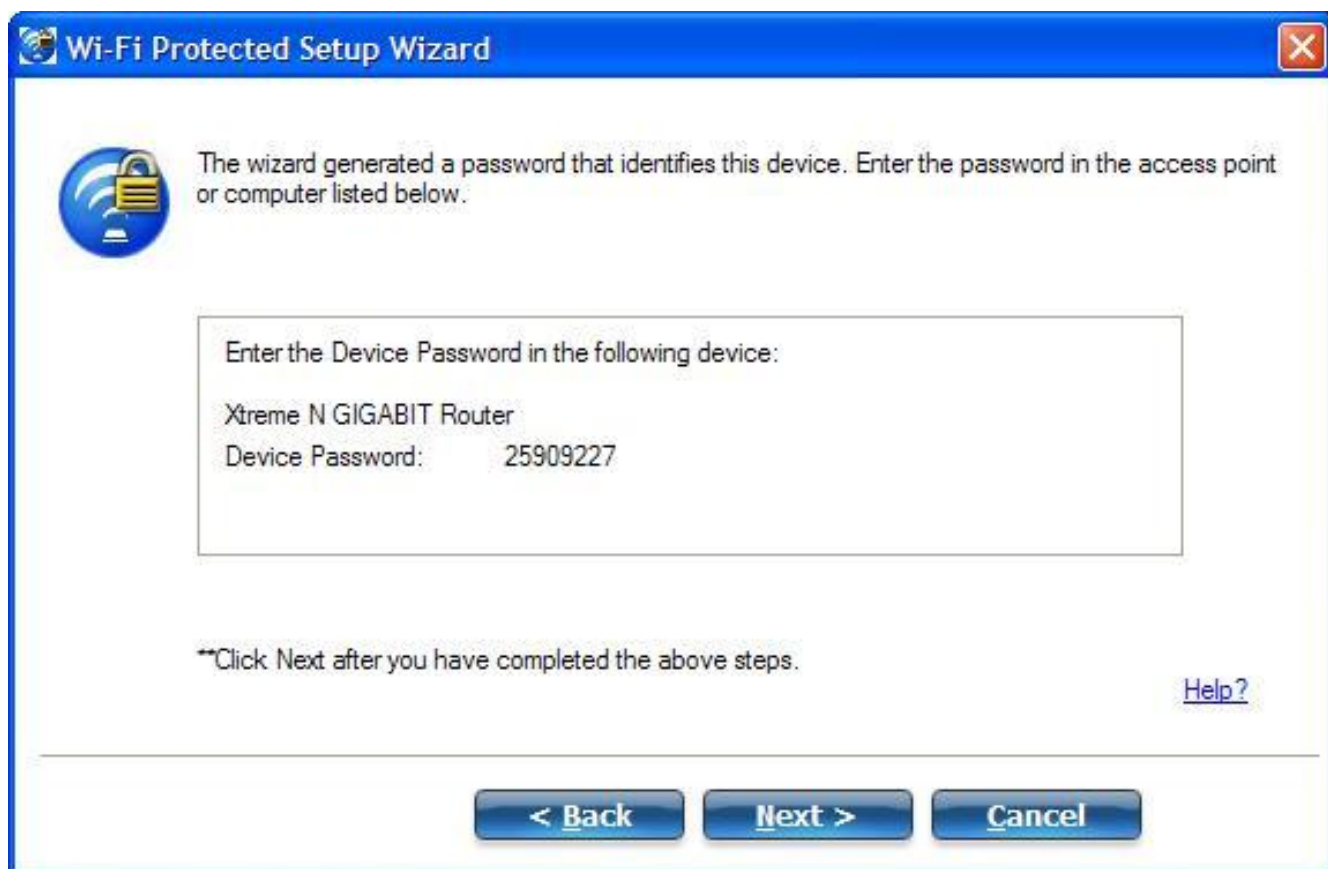 Wi-Fi Protected Setup Wizard
The wizard generated a password that identifies this device. Enter the password in the access point
or computer listed below.
Enter the Device Password in the following device:
Xtreme N GIGABIT Router
Device Password: 25909227
**Click Next after you have completed the above steps.
Help?
< Back Next > Cancel